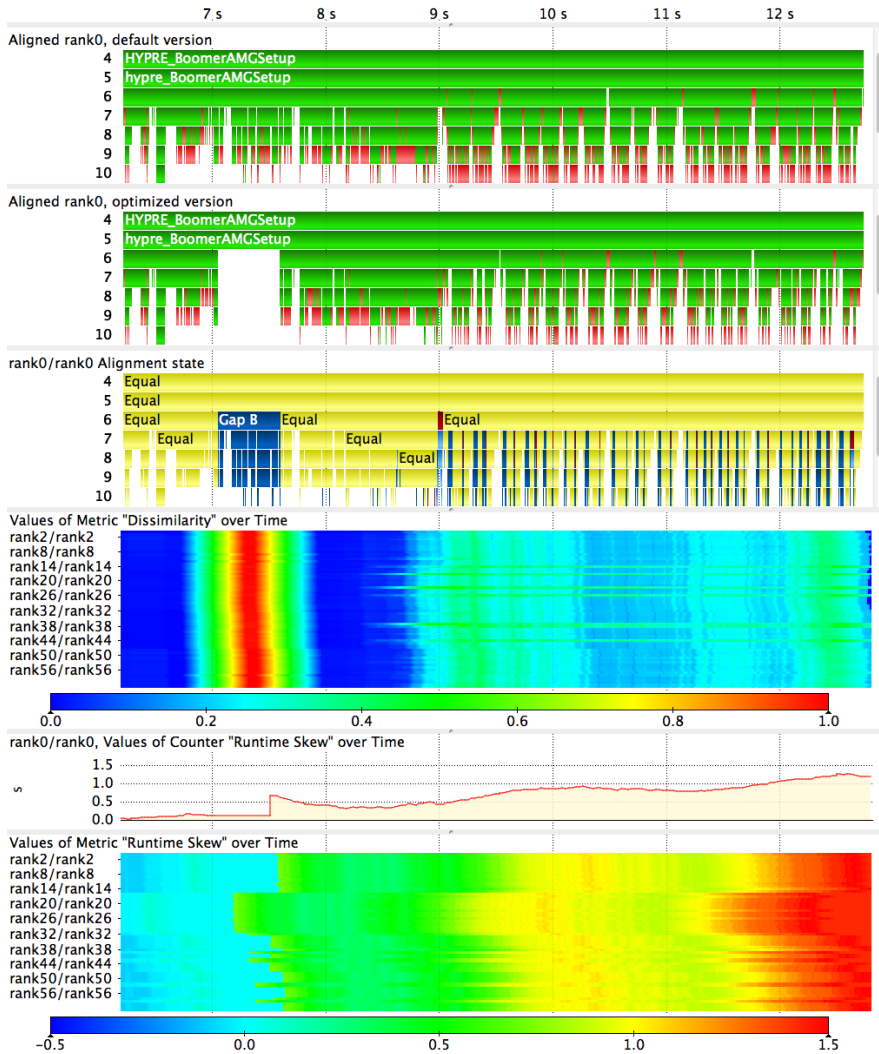 7 s 8 s 9 s 10 s 11 s 12 s
Aligned rank0, default version
4 HYPRE_BoomerAMGSetup
5 hypre_BoomerAMGSetup
6
7
8
9
10
Aligned rank0, optimized version
4 HYPRE_BoomerAMGSetup
5 hypre_BoomerAMGSetup
6
7
8
9
10
rank0/rank0 Alignment state
4 Equal
5 Equal
6 Equal Gap B Equal Equal
7 Equal Equal
8 Equal
9
10
Values of Metric "Dissimilarity" over Time
rank2/rank2
rank8/rank8
rank14/rank14
rank20/rank20
rank26/rank26
rank32/rank32
rank38/rank38
rank44/rank44
rank50/rank50
rank56/rank56
0.0 0.2 0.4 0.6 0.8 1.0
rank0/rank0, Values of Counter "Runtime Skew" over Time
s
1.5
1.0
0.5
0.0
Values of Metric "Runtime Skew" over Time
rank2/rank2
rank8/rank8
rank14/rank14
rank20/rank20
rank26/rank26
rank32/rank32
rank38/rank38
rank44/rank44
rank50/rank50
rank56/rank56
-0.5 0.0 0.5 1.0 1.5